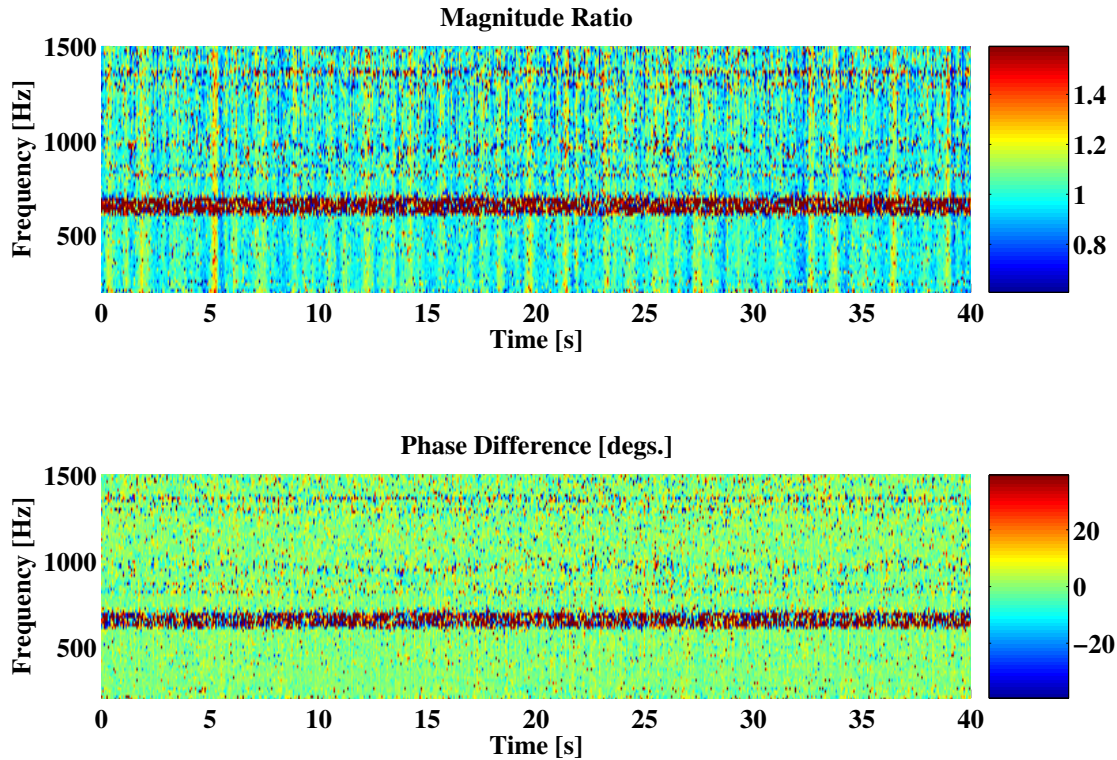 Magnitude Ratio
Frequency [Hz]
1500
1000
500
0 5 10 15 20 25 30 35 40
Time [s]
1.4
1.2
1
0.8
Phase Difference [degs.]
Frequency [Hz]
1500
1000
500
0 5 10 15 20 25 30 35 40
Time [s]
20
0
−20